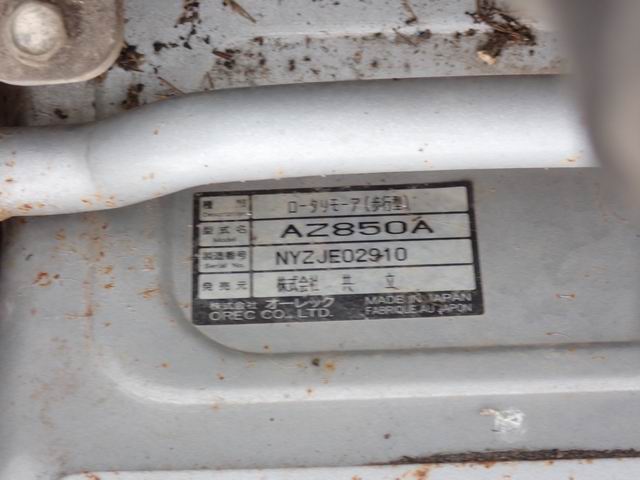 種別 ロータリモーア[歩行型]
Description
型式名 AZ850A
Model
製造番号 NYZJE02910
Serial No.
発売元 株式会社 共立
株式会社 オーレック MADE IN JAPAN
OREC CO., LTD. FABRIQUE AU JAPON